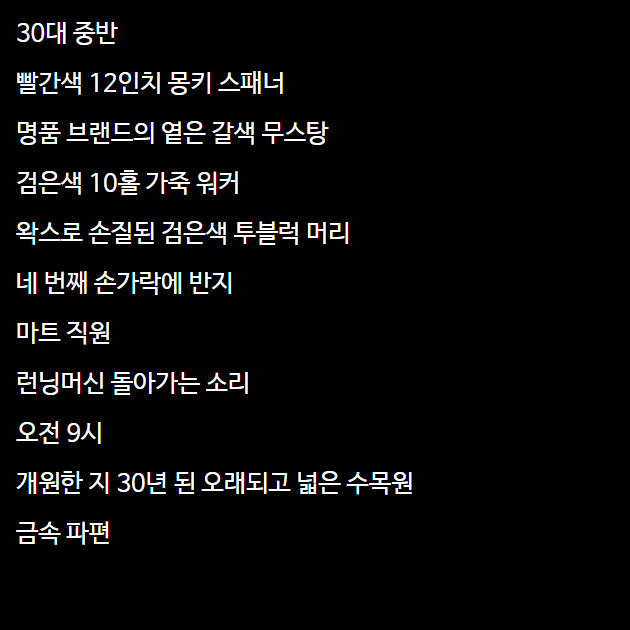 30대 중반
빨간색 12인치 몽키 스패너
명품 브랜드의 옅은 갈색 무스탕
검은색 10홀 가죽 워커
왁스로 손질된 검은색 투블럭 머리
네 번째 손가락에 반지
마트 직원
런닝머신 돌아가는 소리
오전 9시
개원한 지 30년 된 오래되고 넓은 수목원
금속 파편